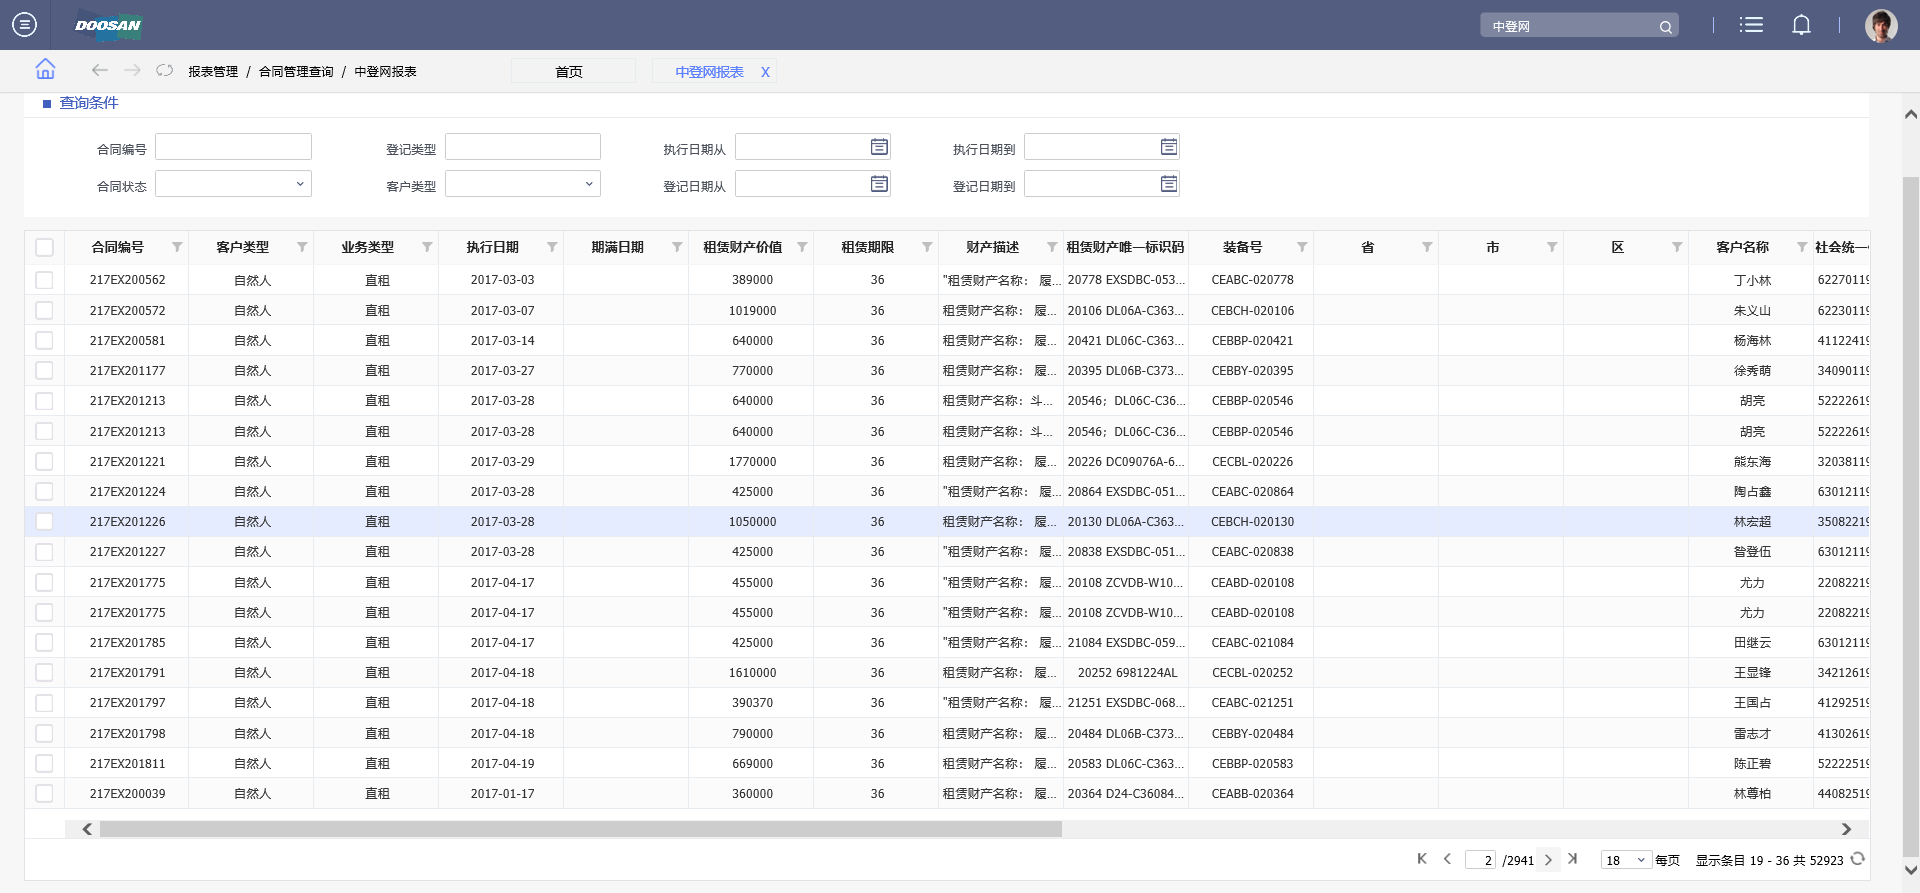 DOOSAN 中登网
报表管理 / 合同管理查询 / 中登网报表 首页 中登网报表 X
查询条件
合同编号 登记类型 执行日期从 执行日期到
合同状态 客户类型 登记日期从 登记日期到
合同编号 客户类型 业务类型 执行日期 期满日期 租赁财产价值 租赁期限 财产描述 租赁财产唯一标识码 装备号 省 市 区 客户名称 社会统一
217EX200562 自然人 直租 2017-03-03 389000 36 "租赁财产名称： 履... 20778 EXSDBC-053... CEABC-020778 丁小林 62270119
217EX200572 自然人 直租 2017-03-07 1019000 36 租赁财产名称： 履... 20106 DL06A-C363... CEBCH-020106 朱义山 62230119
217EX200581 自然人 直租 2017-03-14 640000 36 租赁财产名称： 履... 20421 DL06C-C363... CEBBP-020421 杨海林 41122419
217EX201177 自然人 直租 2017-03-27 770000 36 租赁财产名称： 履... 20395 DL06B-C373... CEBBY-020395 徐秀萌 34090119
217EX201213 自然人 直租 2017-03-28 640000 36 租赁财产名称：斗... 20546；DL06C-C36... CEBBP-020546 胡亮 52222619
217EX201213 自然人 直租 2017-03-28 640000 36 租赁财产名称：斗... 20546；DL06C-C36... CEBBP-020546 胡亮 52222619
217EX201221 自然人 直租 2017-03-29 1770000 36 租赁财产名称： 履... 20226 DC09076A-6... CECBL-020226 熊东海 32038119
217EX201224 自然人 直租 2017-03-28 425000 36 "租赁财产名称： 履... 20864 EXSDBC-051... CEABC-020864 陶占鑫 63012119
217EX201226 自然人 直租 2017-03-28 1050000 36 租赁财产名称： 履... 20130 DL06A-C363... CEBCH-020130 林宏超 35082219
217EX201227 自然人 直租 2017-03-28 425000 36 "租赁财产名称： 履... 20838 EXSDBC-051... CEABC-020838 昝登伍 63012119
217EX201775 自然人 直租 2017-04-17 455000 36 "租赁财产名称： 履... 20108 ZCVDB-W10... CEABD-020108 尤力 22082219
217EX201775 自然人 直租 2017-04-17 455000 36 "租赁财产名称： 履... 20108 ZCVDB-W10... CEABD-020108 尤力 22082219
217EX201785 自然人 直租 2017-04-17 425000 36 "租赁财产名称： 履... 21084 EXSDBC-059... CEABC-021084 田继云 63012119
217EX201791 自然人 直租 2017-04-18 1610000 36 租赁财产名称： 履... 20252 6981224AL CECBL-020252 王显锋 34212619
217EX201797 自然人 直租 2017-04-18 390370 36 "租赁财产名称： 履... 21251 EXSDBC-068... CEABC-021251 王国占 41292519
217EX201798 自然人 直租 2017-04-18 790000 36 租赁财产名称： 履... 20484 DL06B-C373... CEBBY-020484 雷志才 41302619
217EX201811 自然人 直租 2017-04-19 669000 36 租赁财产名称： 履... 20583 DL06C-C363... CEBBP-020583 陈正碧 52222519
217EX200039 自然人 直租 2017-01-17 360000 36 租赁财产名称： 履... 20364 D24-C36084... CEABB-020364 林尊柏 44082519
2 /2941 18 每页 显示条目 19 - 36 共 52923